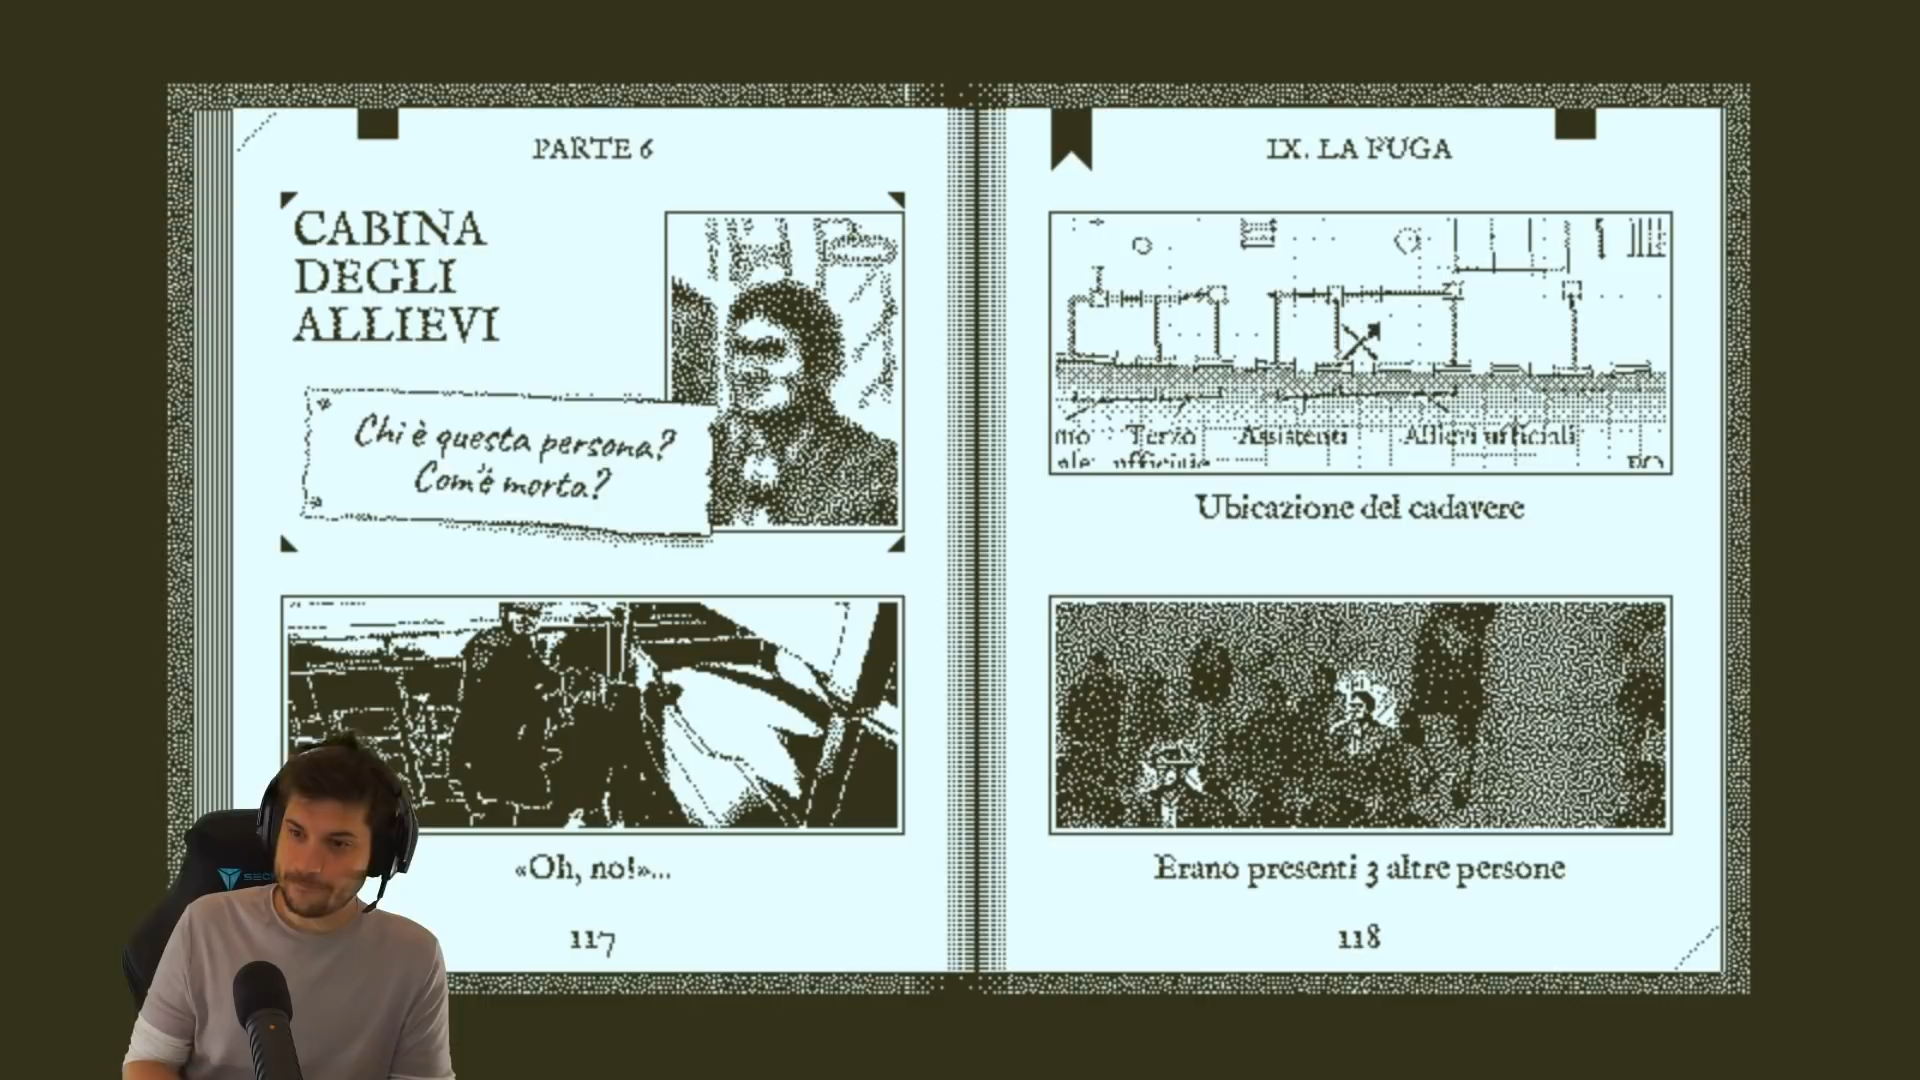 PARTE 6
CABINA
DEGLI
ALLIEVI
Chi è questa persona?
Com'è morta?
«Oh, no!»...
117
IX. LA FUGA
Terzo
ufficiale
Assistenti
Allievi ufficiali
Ubicazione del cadavere
Erano presenti 3 altre persone
118